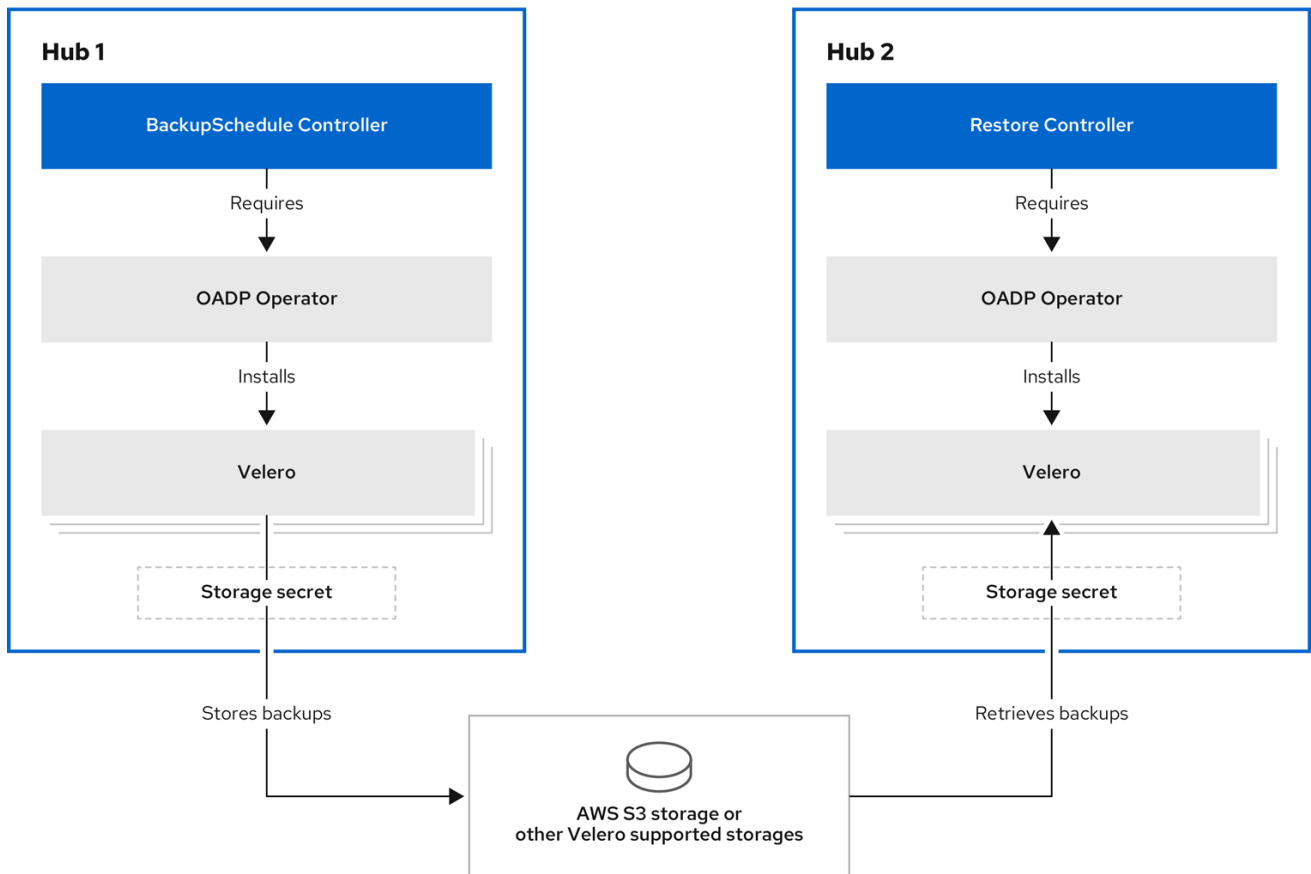 Hub 1
BackupSchedule Controller
Requires
OADP Operator
Installs
Velero
Storage secret
Stores backups
Hub 2
Restore Controller
Requires
OADP Operator
Installs
Velero
Storage secret
Retrieves backups
AWS S3 storage or
other Velero supported storages